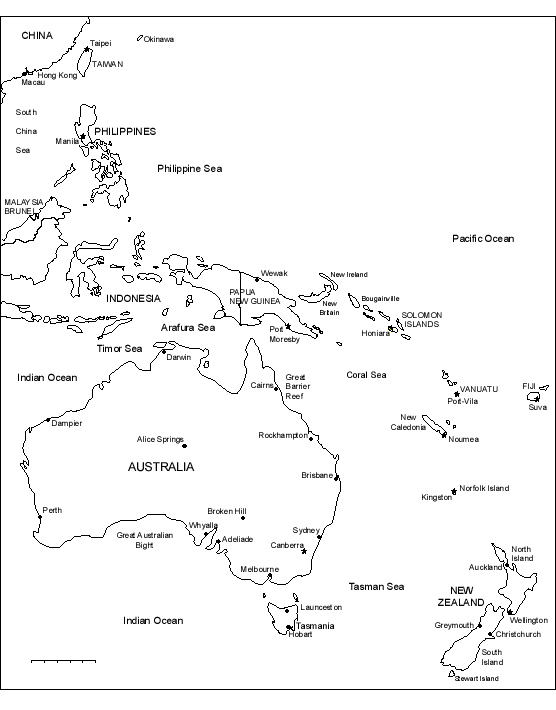 CHINA
Okinawa
Taipei
TAIWAN
Hong Kong
Macau
South
China
Sea
PHILIPPINES
Manila
Philippine Sea
MALAYSIA
BRUNEI
Pacific Ocean
Wewak
New Ireland
INDONESIA
PAPUA
NEW GUINEA
Bougainville
New
Britain
SOLOMON
ISLANDS
Honiara
Arafura Sea
Port
Moresby
Timor Sea
Darwin
Indian Ocean
Cairns
Great
Barrier
Reef
Coral Sea
VANUATU
Port-Vila
FIJI
Suva
New
Caledonia
Noumea
Dampier
Alice Springs
Rockhampton
AUSTRALIA
Brisbane
Norfolk Island
Kingston
Perth
Broken Hill
Whyalla
Great Australian
Bight
Adeliade
Sydney
Canberra
Melbourne
Tasman Sea
North
Island
Auckland
NEW
ZEALAND
Launceston
Tasmania
Hobart
Indian Ocean
Wellington
Greymouth
Christchurch
South
Island
Stewart Island